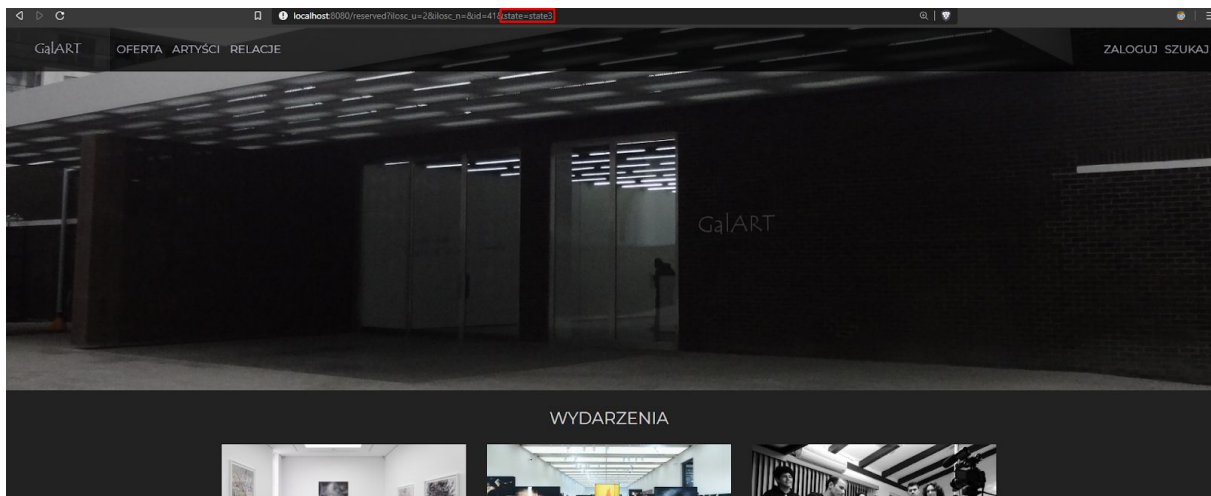 localhost:8080/reserved?ilosc_u=2&ilosc_n=&id=41&state=state3
GalART OFERTA ARTYŚCI RELACJE ZALOGUJ SZUKAJ
GalART
WYDARZENIA